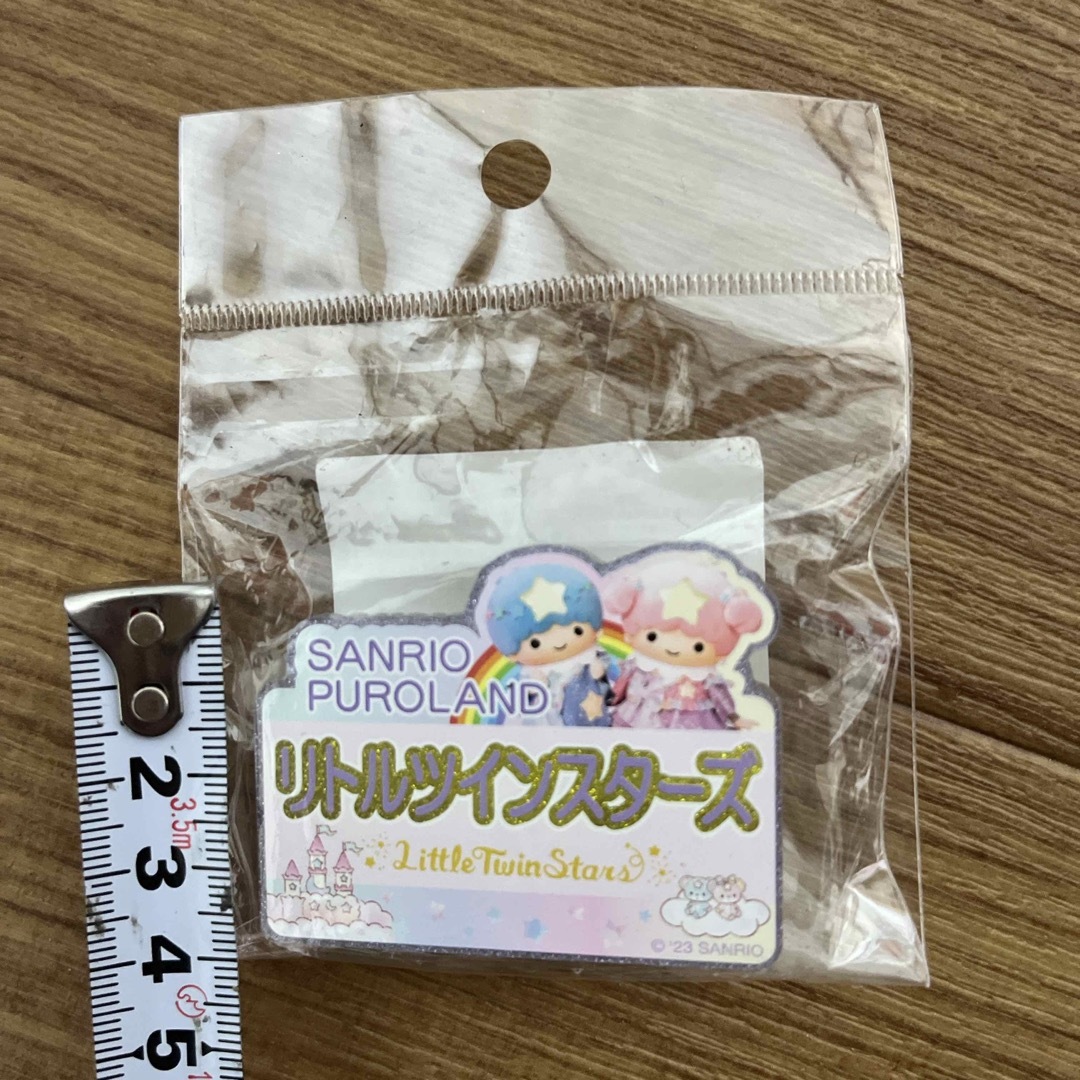 SANRIO
PUROLAND
リトルツインスターズ
Little Twin Stars
© '23 SANRIO
2
3.5m
3
4
5